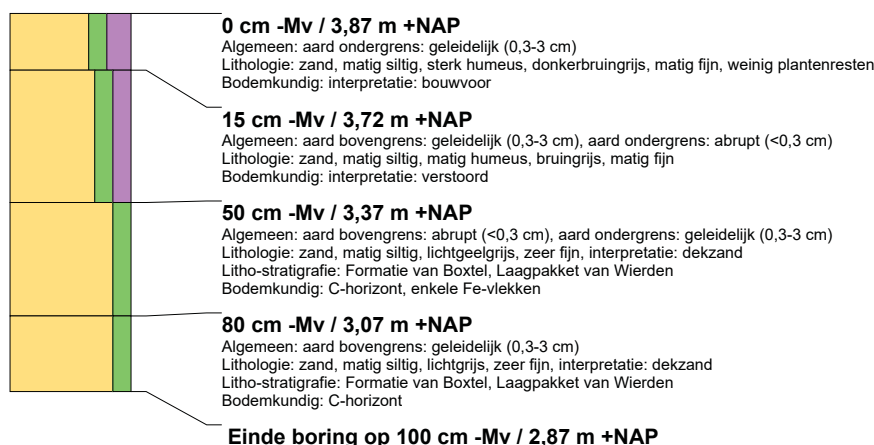 0 cm -Mv / 3,87 m +NAP
Algemeen: aard ondergrens: geleidelijk (0,3-3 cm)
Lithologie: zand, matig siltig, sterk humeus, donkerbruingrijs, matig fijn, weinig plantenresten
Bodemkundig: interpretatie: bouwvoor
15 cm -Mv / 3,72 m +NAP
Algemeen: aard bovengrens: geleidelijk (0,3-3 cm), aard ondergrens: abrupt (<0,3 cm)
Lithologie: zand, matig siltig, matig humeus, bruingrijs, matig fijn
Bodemkundig: interpretatie: verstoord
50 cm -Mv / 3,37 m +NAP
Algemeen: aard bovengrens: abrupt (<0,3 cm), aard ondergrens: geleidelijk (0,3-3 cm)
Lithologie: zand, matig siltig, lichtgeelgrijs, zeer fijn, interpretatie: dekzand
Litho-stratigrafie: Formatie van Boxtel, Laagpakket van Wierden
Bodemkundig: C-horizont, enkele Fe-vlekken
80 cm -Mv / 3,07 m +NAP
Algemeen: aard bovengrens: geleidelijk (0,3-3 cm)
Lithologie: zand, matig siltig, lichtgrijs, zeer fijn, interpretatie: dekzand
Litho-stratigrafie: Formatie van Boxtel, Laagpakket van Wierden
Bodemkundig: C-horizont
Einde boring op 100 cm -Mv / 2,87 m +NAP